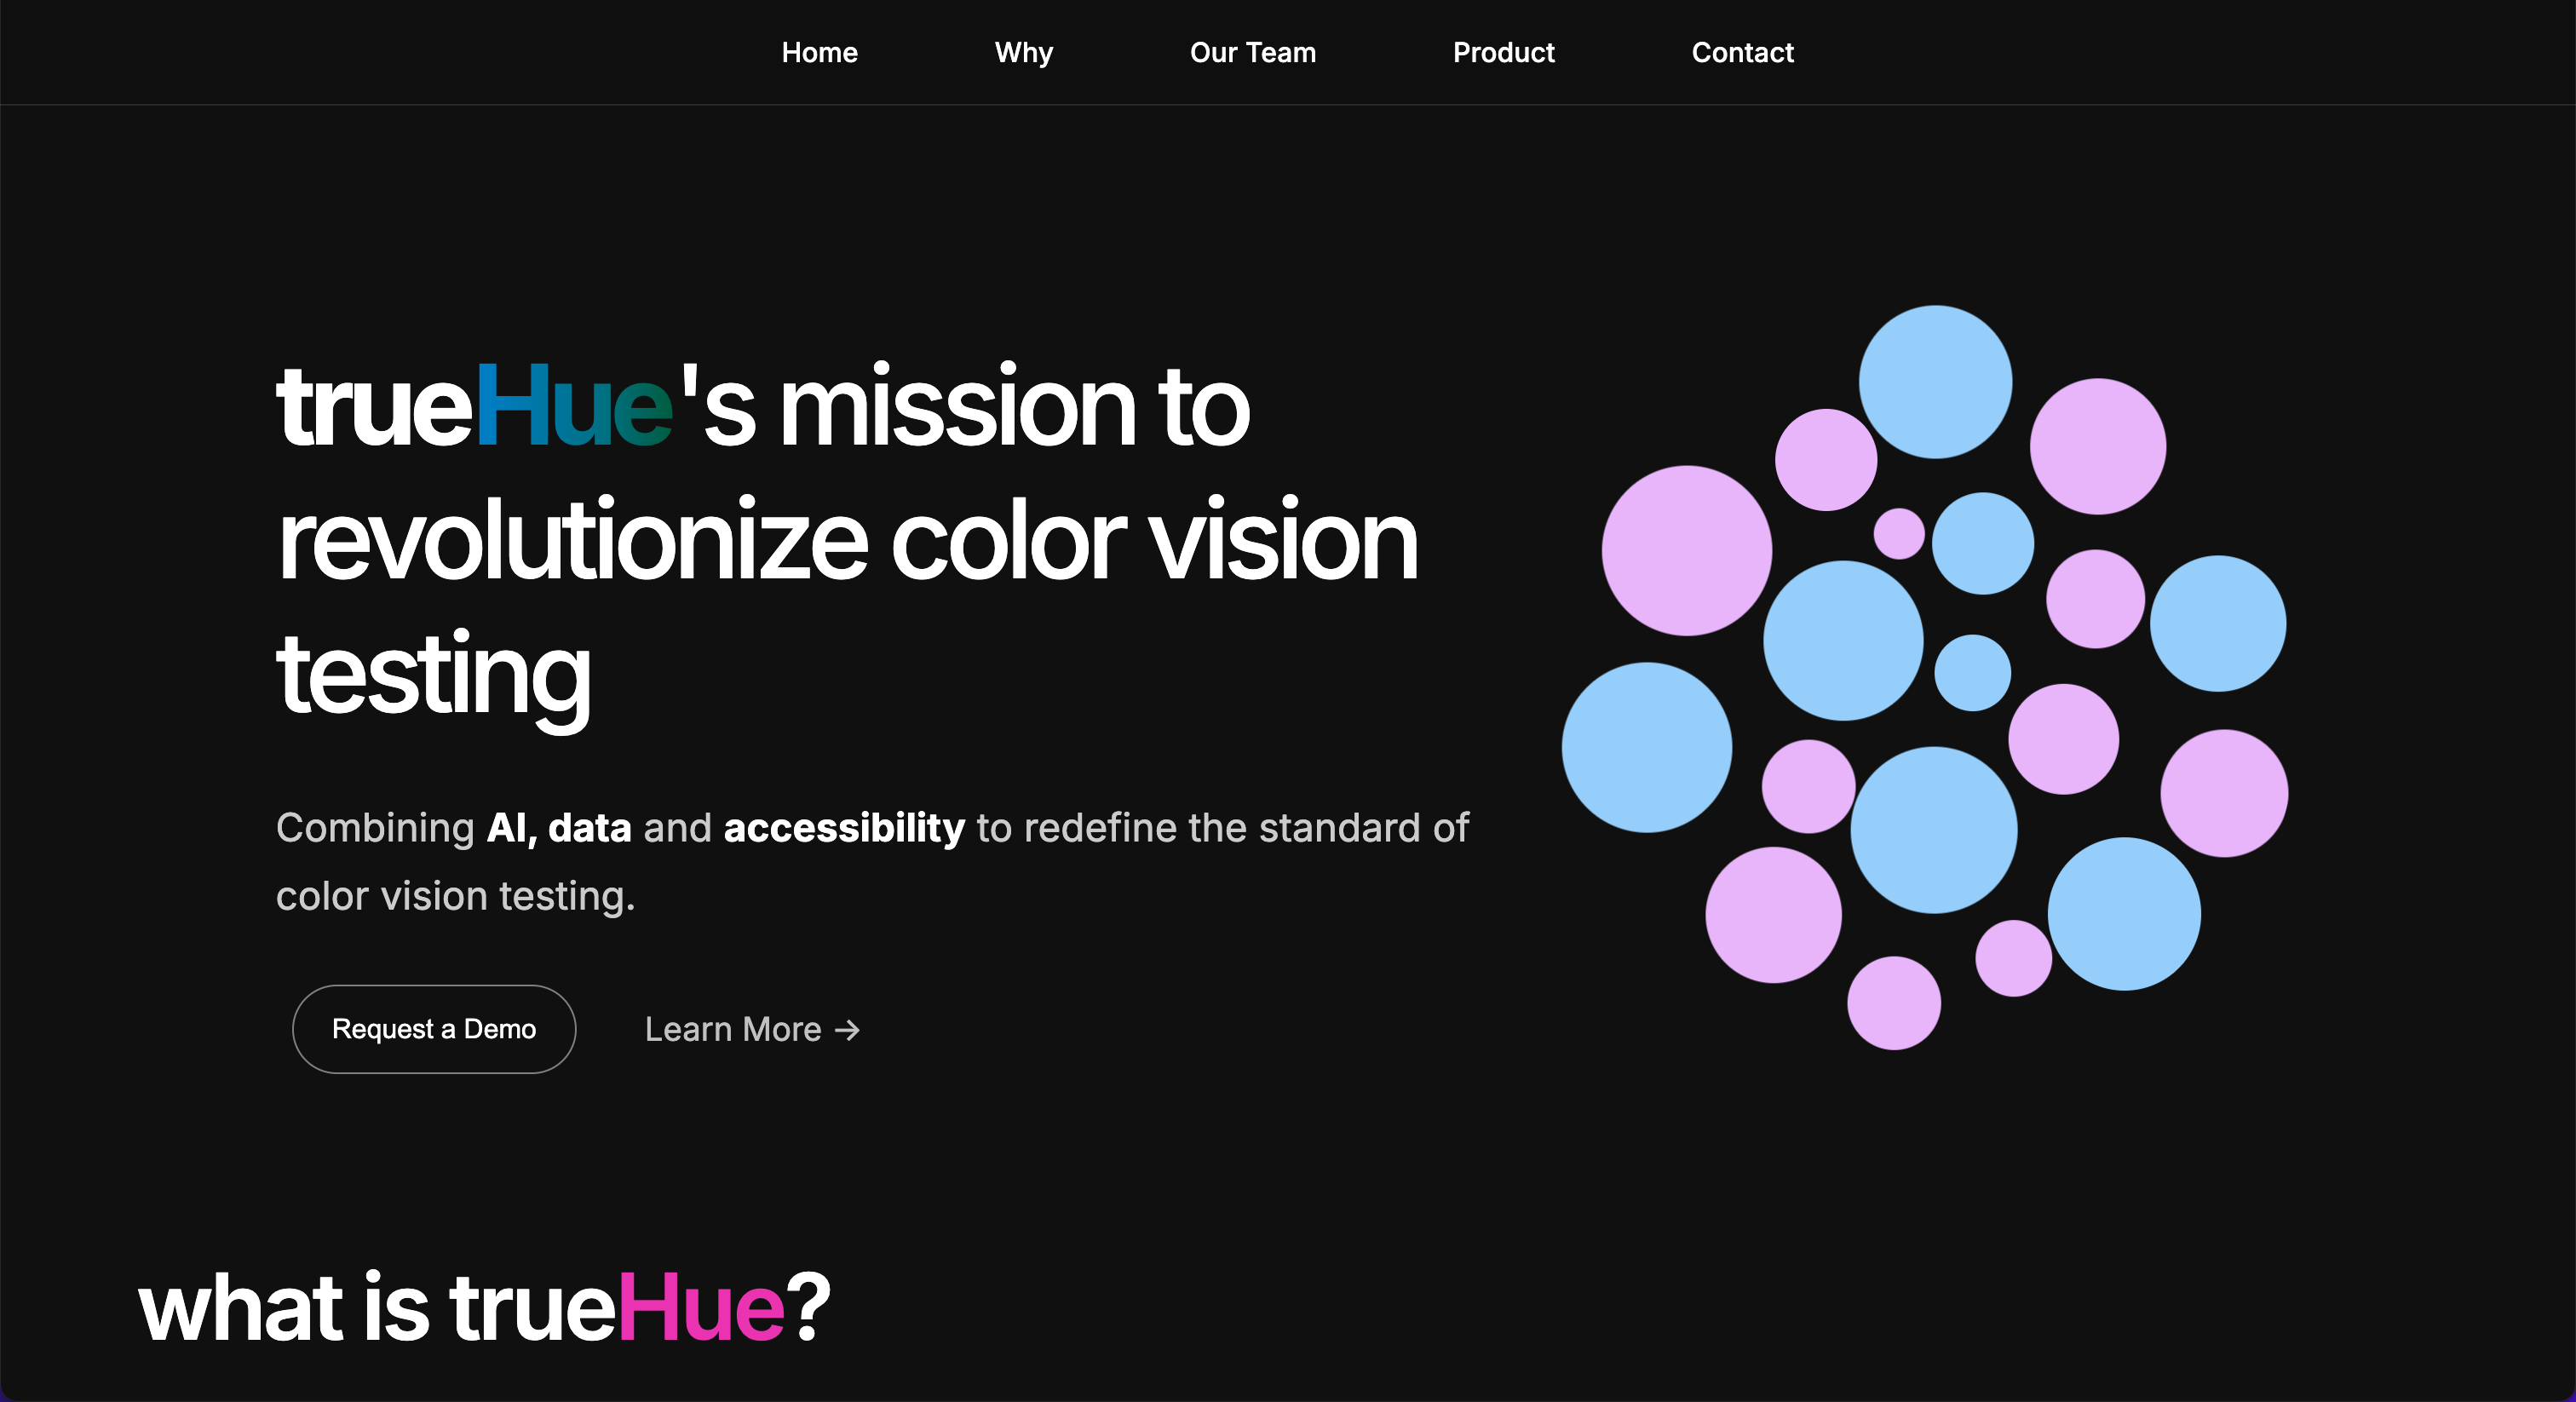 Home Why Our Team Product Contact
trueHue's mission to
revolutionize color vision
testing
Combining AI, data and accessibility to redefine the standard of
color vision testing.
Request a Demo Learn More →
what is trueHue?